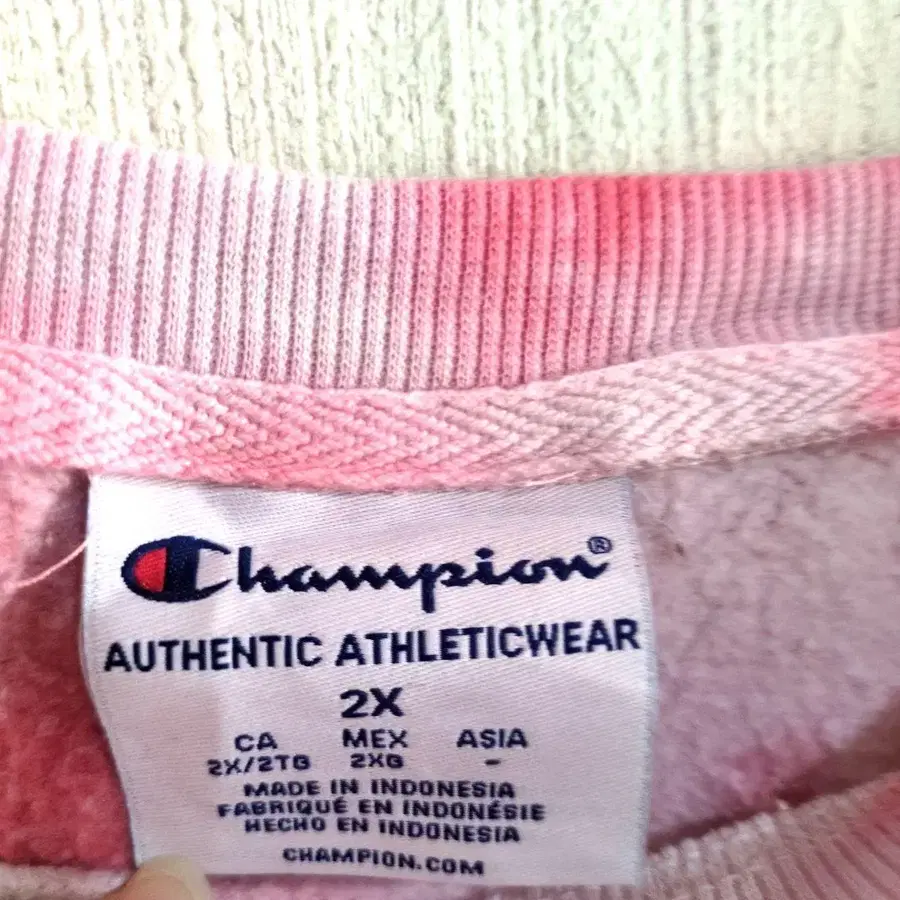 Champion®
AUTHENTIC ATHLETICWEAR
2X
CA MEX ASIA
2X/2TG 2XG -
MADE IN INDONESIA
FABRIQUÉ EN INDONÉSIE
HECHO EN INDONESIA
CHAMPION.COM